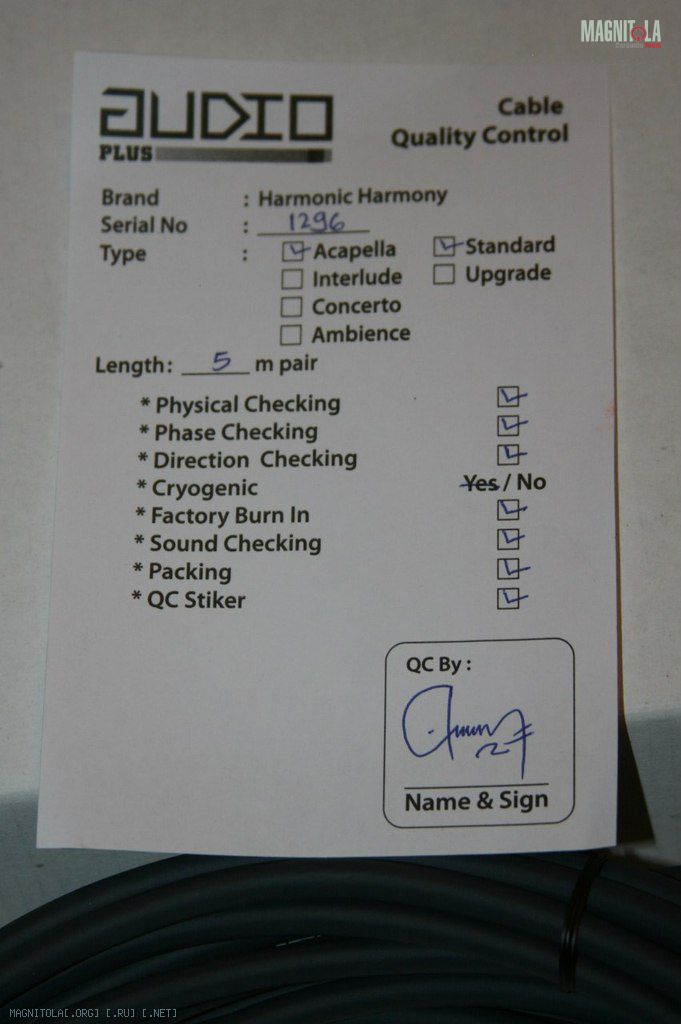 MAGNITOLA
AUDIO
PLUS
Cable
Quality Control
Brand : Harmonic Harmony
Serial No : 1296
Type : Acapella Standard
Interlude Upgrade
Concerto
Ambience
Length: 5 m pair
* Physical Checking
* Phase Checking
* Direction Checking
* Cryogenic Yes / No
* Factory Burn In
* Sound Checking
* Packing
* QC Stiker
QC By :
Name & Sign
MAGNITOLA[.ORG] [.RU] [.NET]